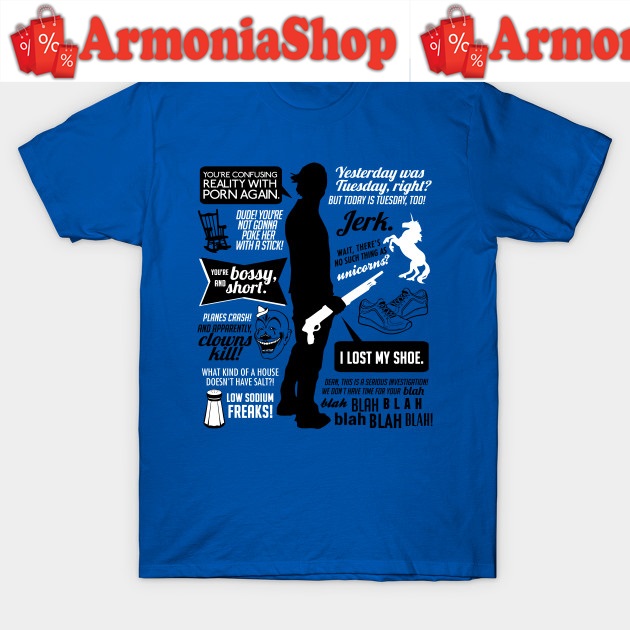 ArmoniaShop
Armon
%
%
%
%
%
%
YOU'RE CONFUSING
REALITY WITH
PORN AGAIN.
DUDE! YOU'RE
NOT GONNA
POKE HER
WITH A STICK!
YOU'RE bossy,
AND short.
PLANES CRASH!
AND APPARENTLY,
clowns
kill!
WHAT KIND OF A HOUSE
DOESN'T HAVE SALT?!
LOW SODIUM
FREAKS!
Yesterday was
Tuesday, right?
BUT TODAY IS TUESDAY, TOO!
Jerk.
WAIT, THERE'S
NO SUCH THING AS
unicorns?
I LOST MY SHOE.
DEAN, THIS IS A SERIOUS INVESTIGATION!
WE DON'T HAVE TIME FOR YOUR blah
blah BLAH BLAH
blah BLAH BLAH!